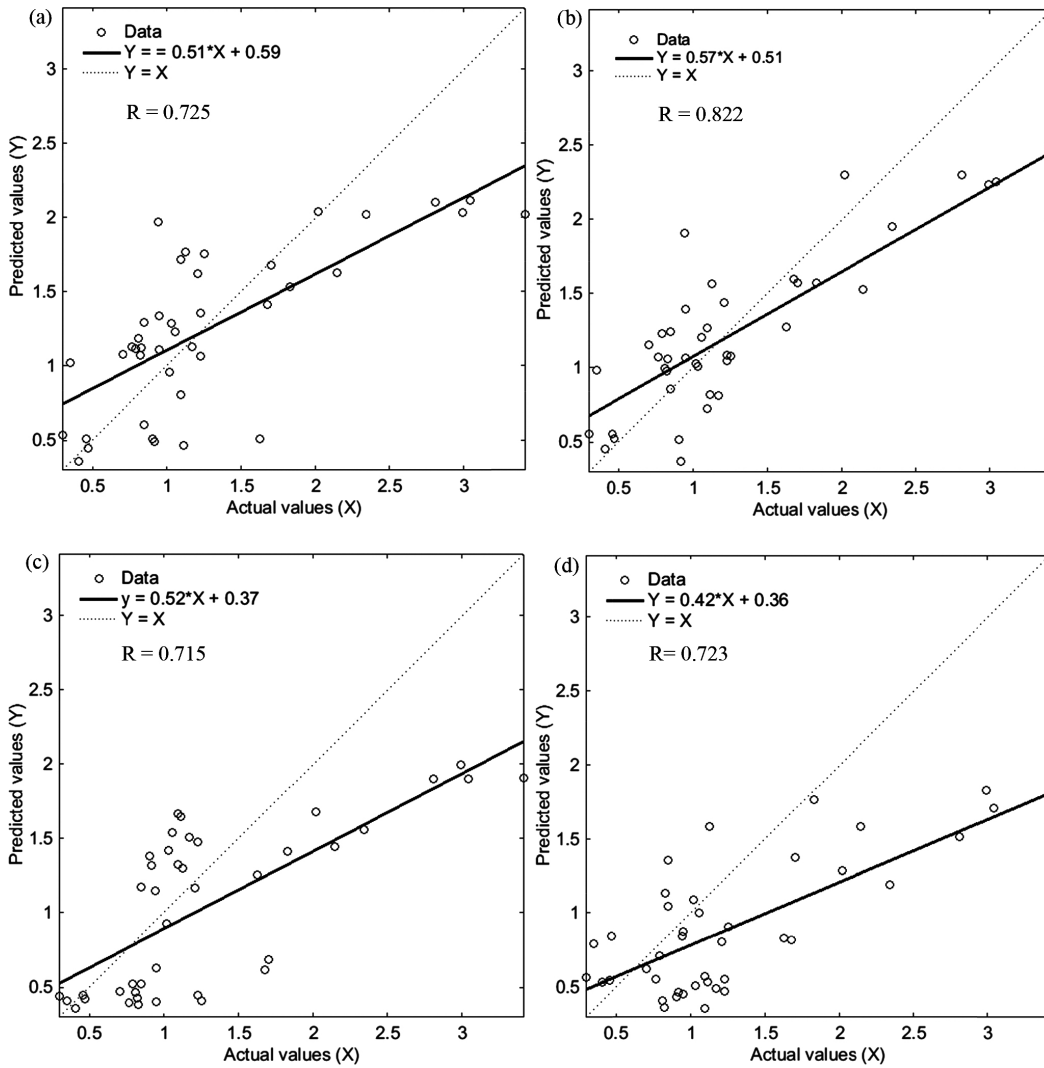 (a)
Data
Y = = 0.51*X + 0.59
Y = X
R = 0.725
3
2.5
2
1.5
1
0.5
Predicted values (Y)
0.5 1 1.5 2 2.5 3
Actual values (X)
(b)
Data
Y = 0.57*X + 0.51
Y = X
R = 0.822
3
2.5
2
1.5
1
0.5
Predicted values (Y)
0.5 1 1.5 2 2.5 3
Actual values (X)
(c)
Data
y = 0.52*X + 0.37
Y = X
R = 0.715
3
2.5
2
1.5
1
0.5
Predicted values (Y)
0.5 1 1.5 2 2.5 3
Actual values (X)
(d)
Data
Y = 0.42*X + 0.36
Y = X
R= 0.723
3
2.5
2
1.5
1
0.5
Predicted values (Y)
0.5 1 1.5 2 2.5 3
Actual values (X)